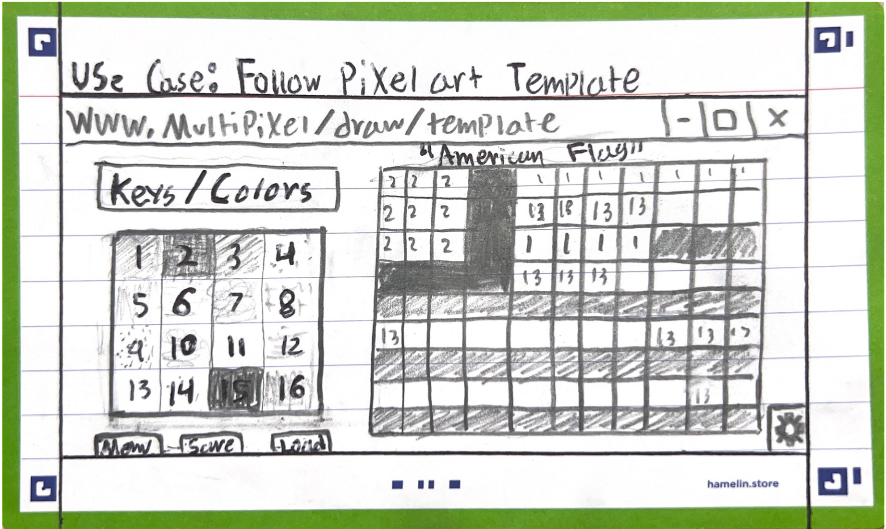 Use Case: Follow Pixel art Template
www.MultiPixel/draw/template - □ X
"American Flag"
Keys/Colors
1 2 3 4
5 6 7 8
9 10 11 12
13 14 15 16
Menu Save Load
2 2 2 1 1 1 1 1 1 1
2 2 2 13 13 13
2 2 2 1 1 1 1
13 13 13
13 13 13 13
13
hamelin.store